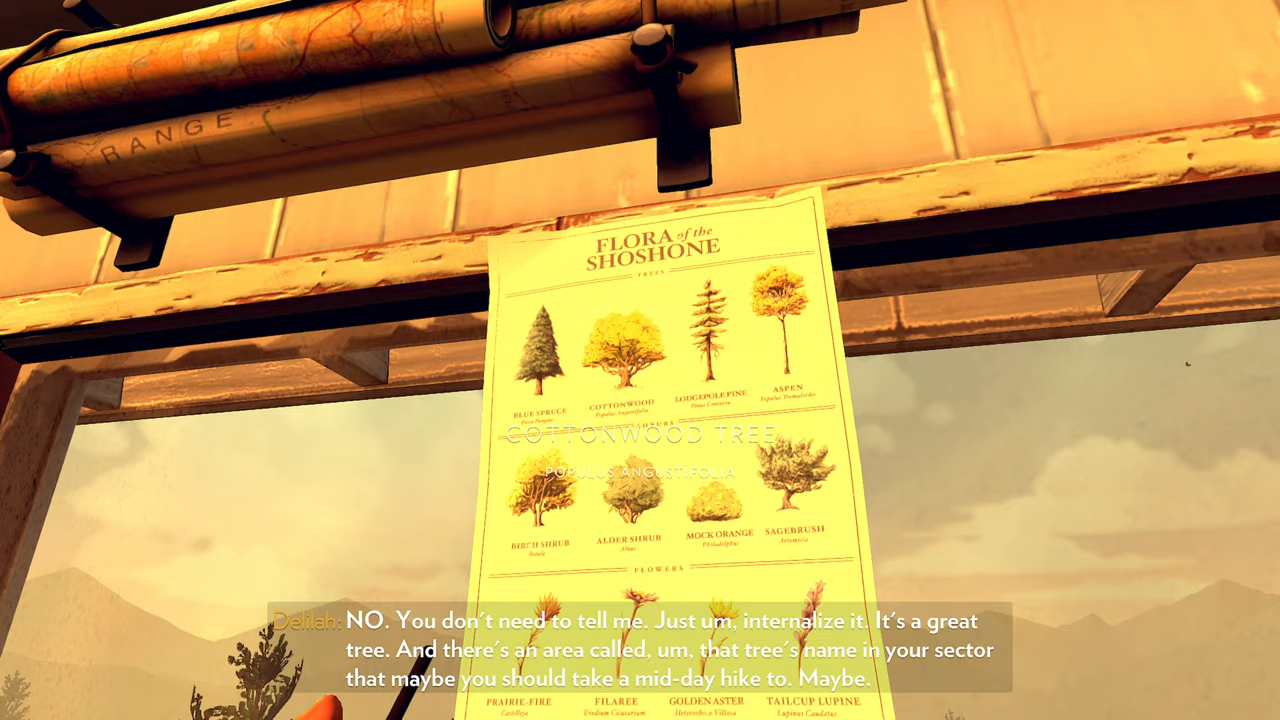 RANGE
FLORA of the
SHOSHONE
TREES
BLUE SPRUCE
Picea Pungens
COTTONWOOD
Populus Angustifolia
LODGEPOLE PINE
Pinus Contorta
ASPEN
Populus Tremuloides
SHRUBS
COTTONWOOD TREE
POPULUS ANGUSTIFOLIA
BIRCH SHRUB
Betula
ALDER SHRUB
Alnus
MOCK ORANGE
Philadelphus
SAGEBRUSH
Artemisia
FLOWERS
Delilah: NO. You don't need to tell me. Just um, internalize it. It's a great
tree. And there's an area called, um, that tree's name in your sector
that maybe you should take a mid-day hike to. Maybe.
PRAIRIE-FIRE
Castilleja
FILAREE
Erodium Cicutarium
GOLDEN ASTER
Heterotheca Villosa
TAILCUP LUPINE
Lupinus Caudatus